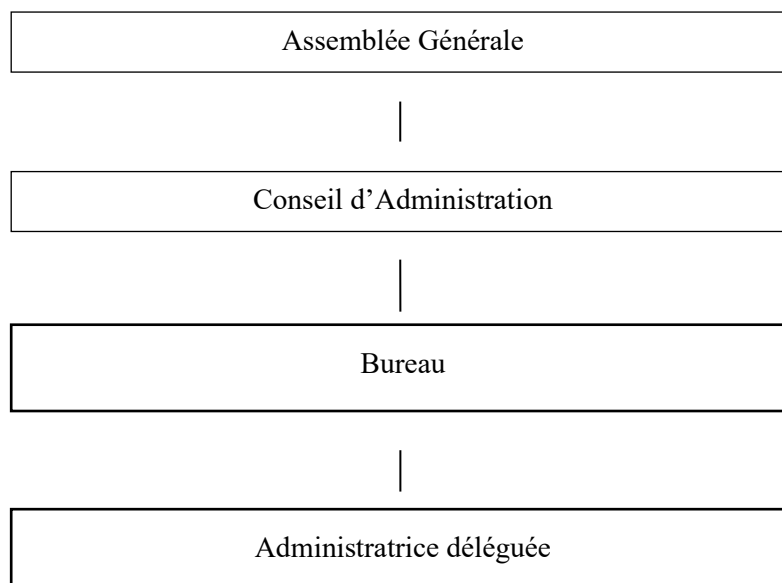 Assemblée Générale
Conseil d’Administration
Bureau
Administratrice déléguée